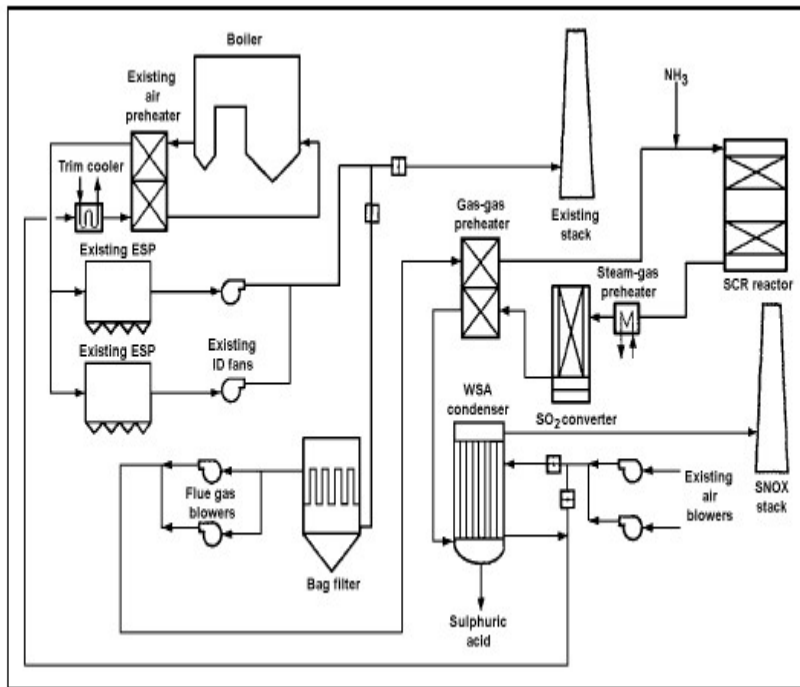 Boiler
Existing
air
preheater
Trim cooler
Existing ESP
Existing ESP
Existing
ID fans
Existing
stack
NH3
Gas-gas
preheater
Steam-gas
preheater
SCR reactor
WSA
condenser
SO2 converter
Flue gas
blowers
Bag filter
Existing
air
blowers
SNOX
stack
Sulphuric
acid